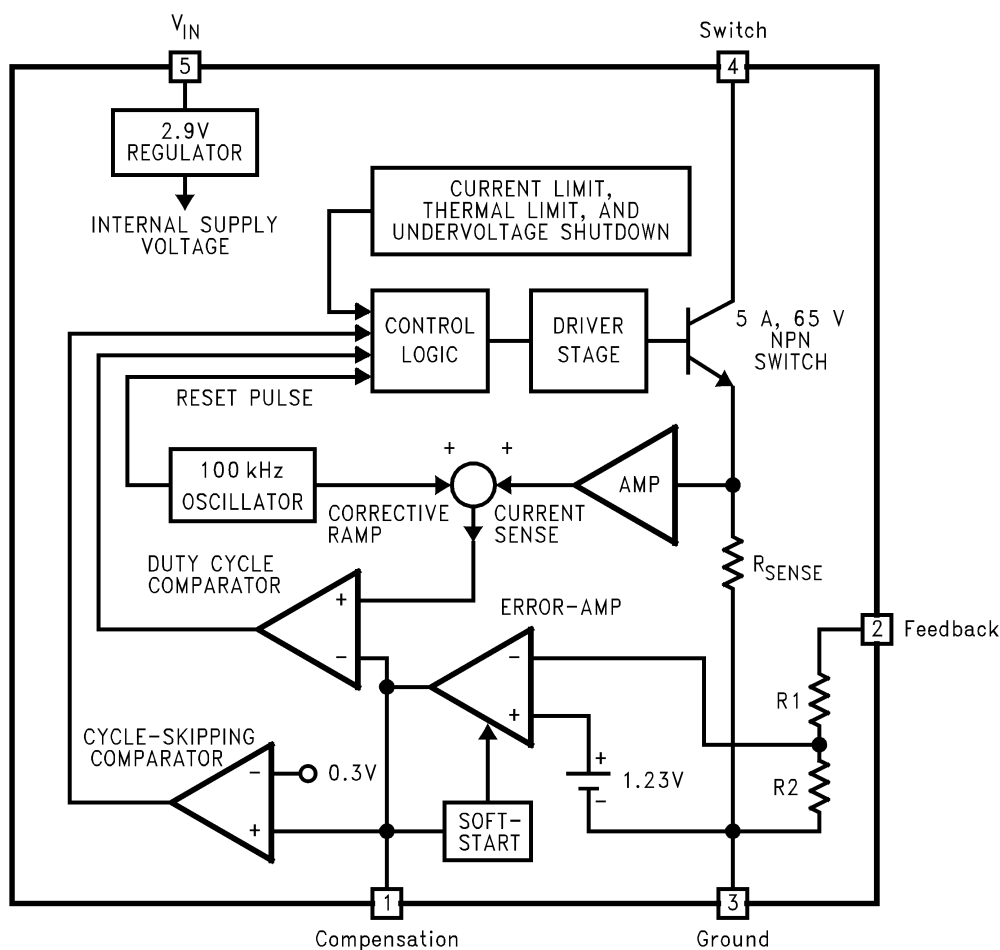 VIN
Switch
5
4
2.9V
REGULATOR
INTERNAL SUPPLY
VOLTAGE
CURRENT LIMIT,
THERMAL LIMIT, AND
UNDERVOLTAGE SHUTDOWN
CONTROL
LOGIC
DRIVER
STAGE
5 A, 65 V
NPN
SWITCH
RESET PULSE
100 kHz
OSCILLATOR
+
+
AMP
CORRECTIVE
RAMP
CURRENT
SENSE
RSENSE
DUTY CYCLE
COMPARATOR
+
−
ERROR-AMP
−
+
2
Feedback
R1
R2
CYCLE-SKIPPING
COMPARATOR
−
0.3V
+
SOFT-
START
+
1.23V
−
1
3
Compensation
Ground